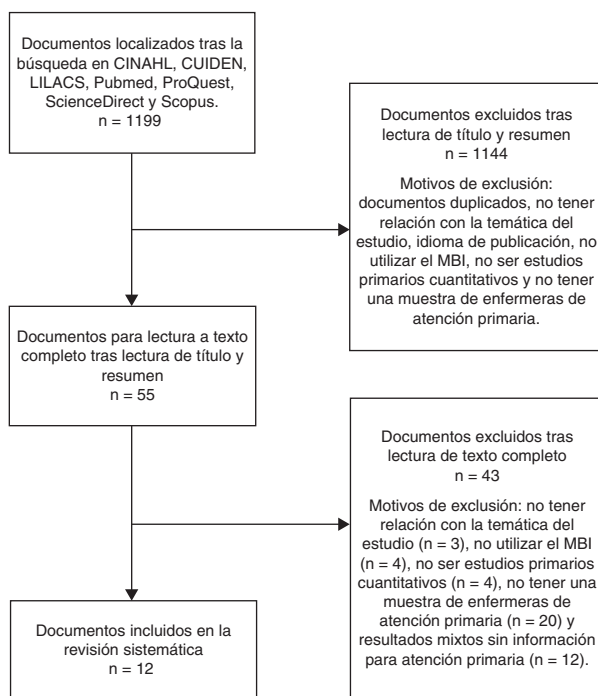 Documentos localizados tras la
búsqueda en CINAHL, CUIDEN,
LILACS, Pubmed, ProQuest,
ScienceDirect y Scopus.
n = 1199
Documentos excluidos tras
lectura de título y resumen
n = 1144
Motivos de exclusión:
documentos duplicados, no tener
relación con la temática del
estudio, idioma de publicación, no
utilizar el MBI, no ser estudios
primarios cuantitativos y no tener
una muestra de enfermeras de
atención primaria.
Documentos para lectura a texto
completo tras lectura de título y
resumen
n = 55
Documentos excluidos tras
lectura de texto completo
n = 43
Motivos de exclusión: no tener
relación con la temática del
estudio (n = 3), no utilizar el MBI
(n = 4), no ser estudios primarios
cuantitativos (n = 4), no tener una
muestra de enfermeras de
atención primaria (n = 20) y
resultados mixtos sin información
para atención primaria (n = 12).
Documentos incluidos en la
revisión sistemática
n = 12